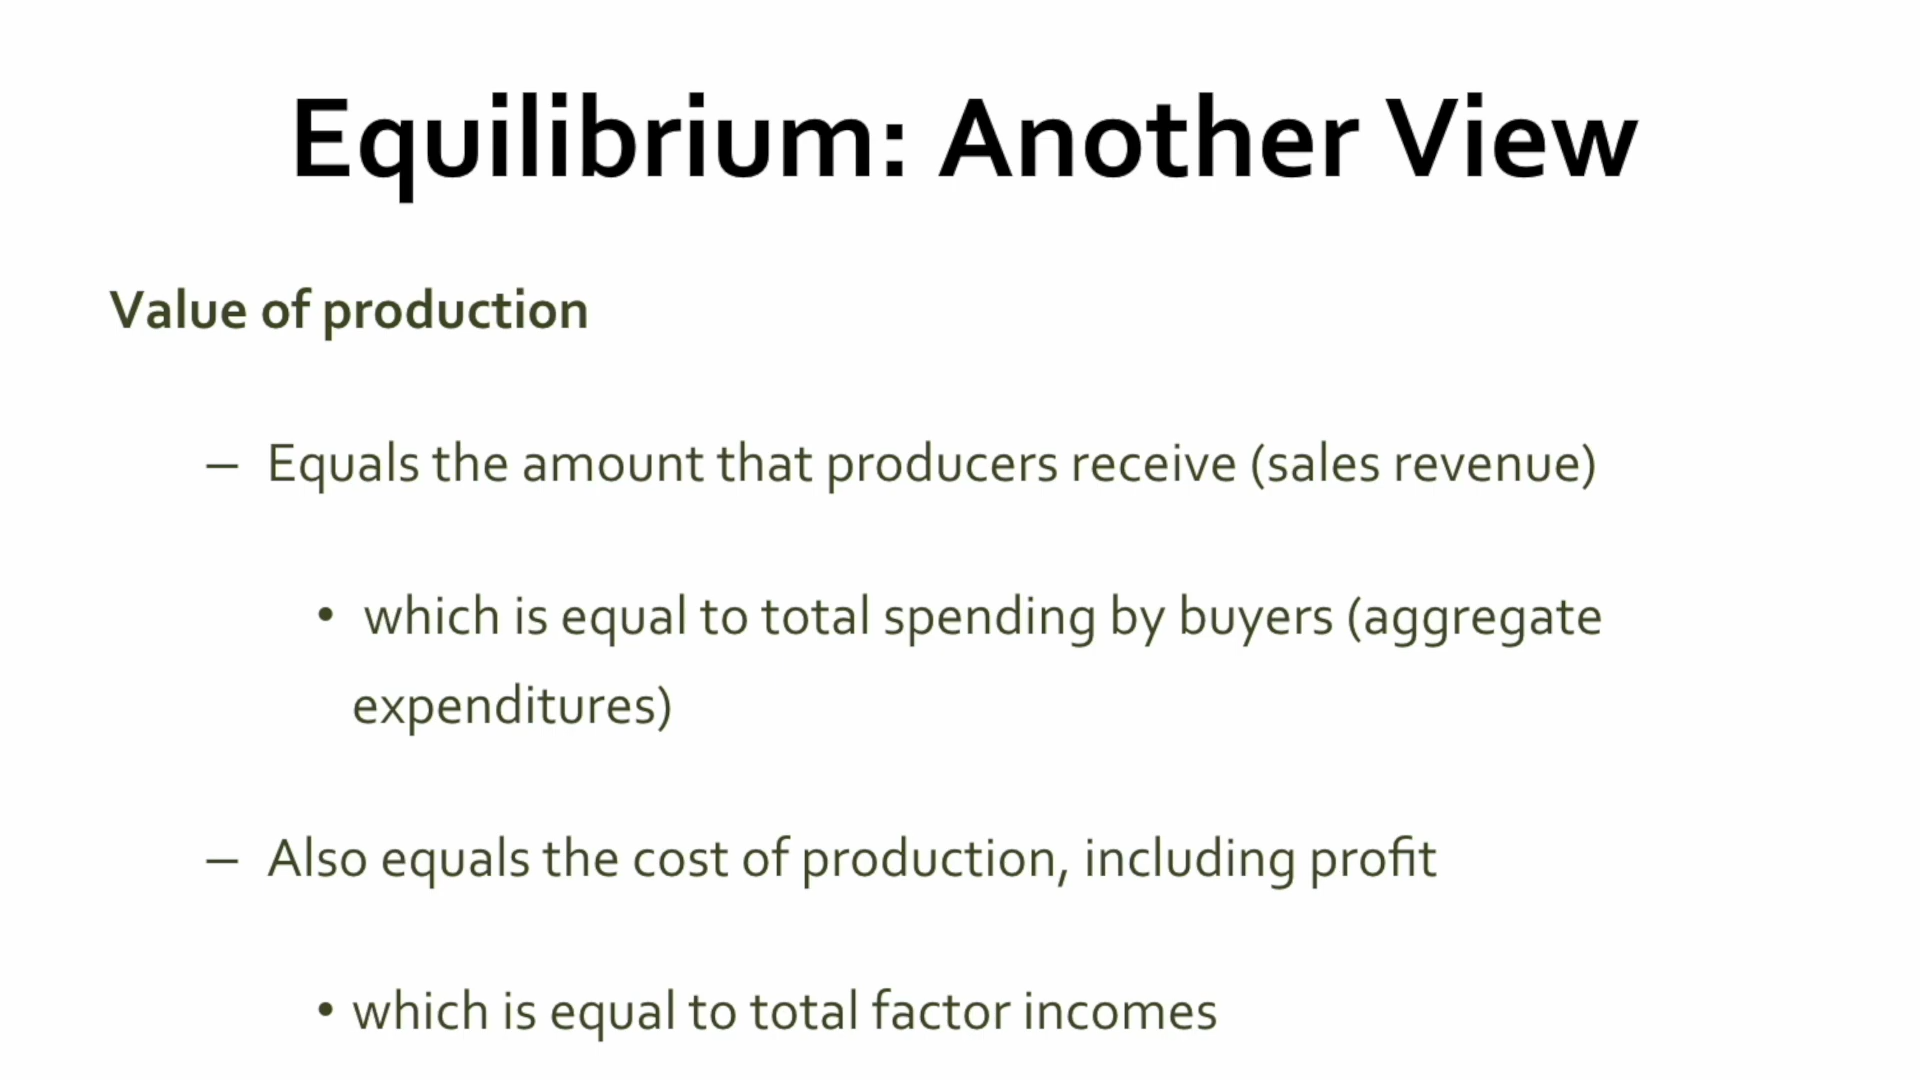 Equilibrium: Another View
Value of production
– Equals the amount that producers receive (sales revenue)
• which is equal to total spending by buyers (aggregate
expenditures)
– Also equals the cost of production, including profit
• which is equal to total factor incomes